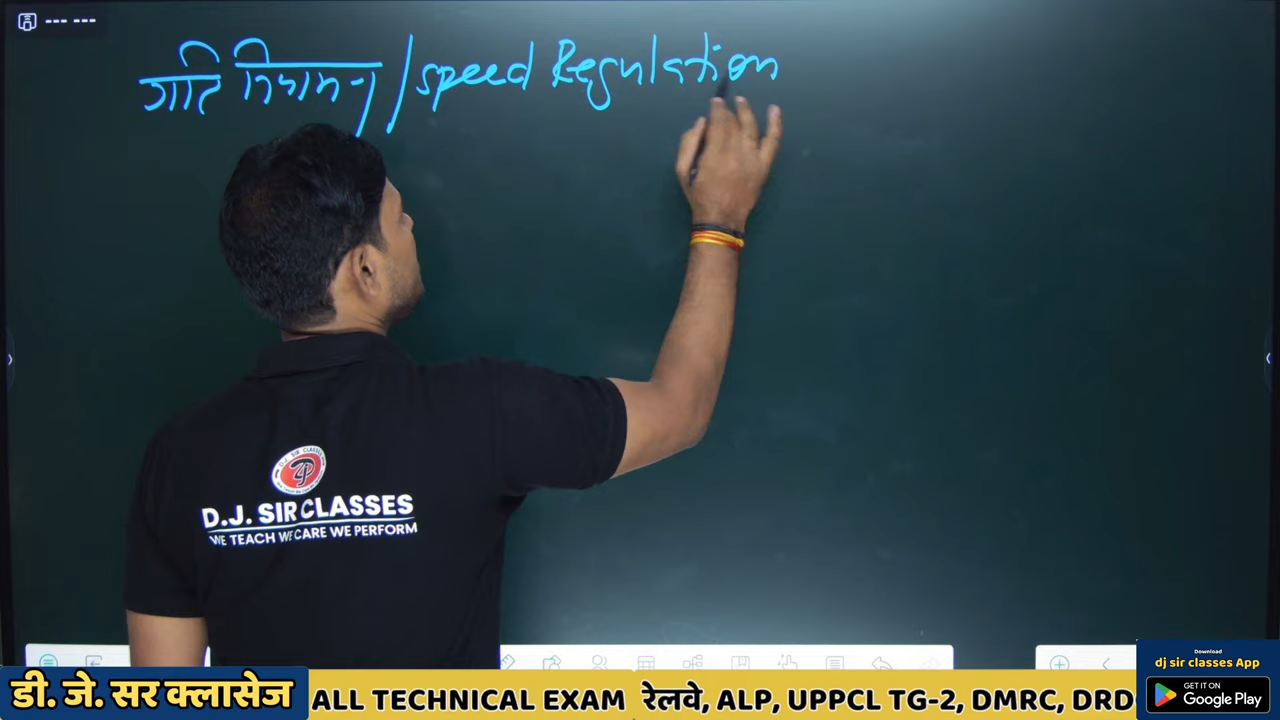 गति नियमन / speed Regulation
D.J. SIR CLASSES
WE TEACH WE CARE WE PERFORM
Download
dj sir classes App
GET IT ON
Google Play
डी. जे. सर क्लासेज
ALL TECHNICAL EXAM रेलवे, ALP, UPPCL TG-2, DMRC, DRD